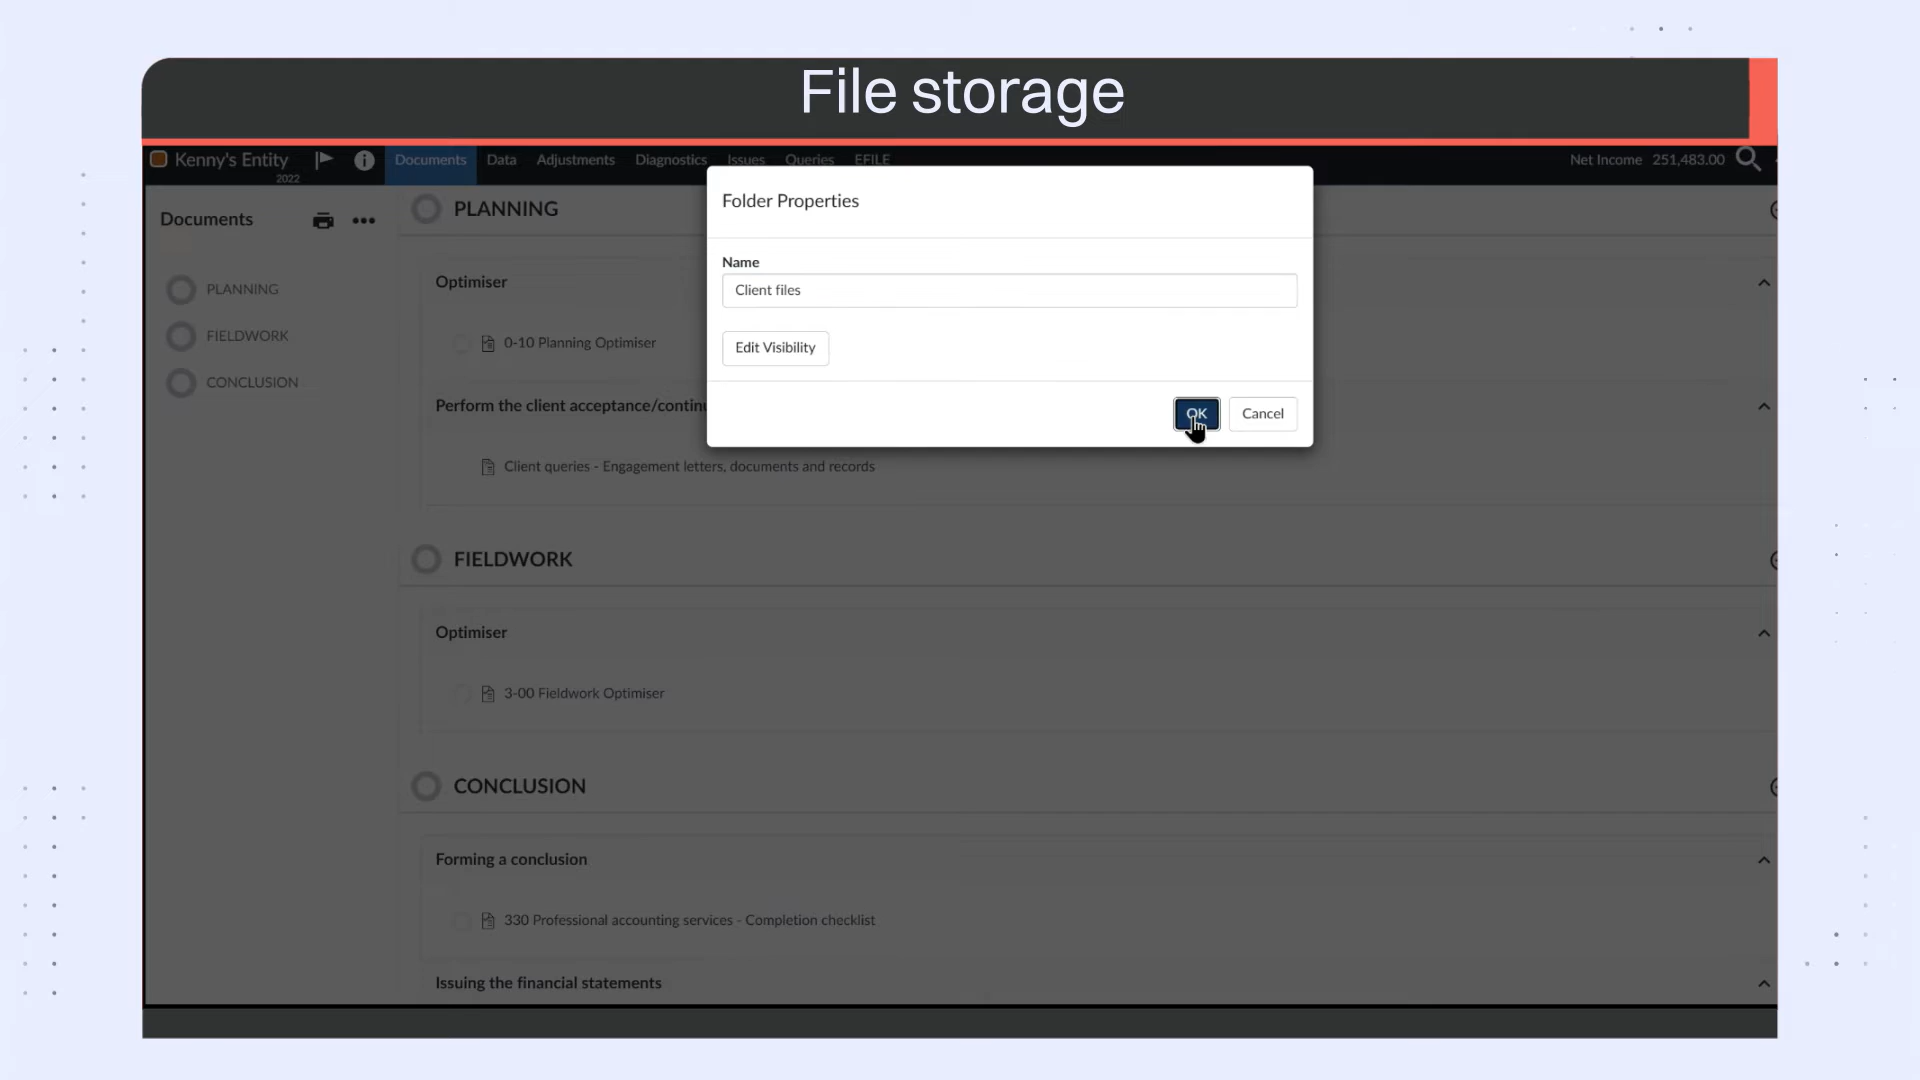 File storage
Kenny's Entity
2022
Documents Data Adjustments Diagnostics Issues Queries EFILE
Net Income 251,483.00
Documents
PLANNING
FIELDWORK
CONCLUSION
PLANNING
Optimiser
0-10 Planning Optimiser
Perform the client acceptance/contin
Client queries - Engagement letters, documents and records
Folder Properties
Name
Client files
Edit Visibility
OK Cancel
FIELDWORK
Optimiser
3-00 Fieldwork Optimiser
CONCLUSION
Forming a conclusion
330 Professional accounting services - Completion checklist
Issuing the financial statements